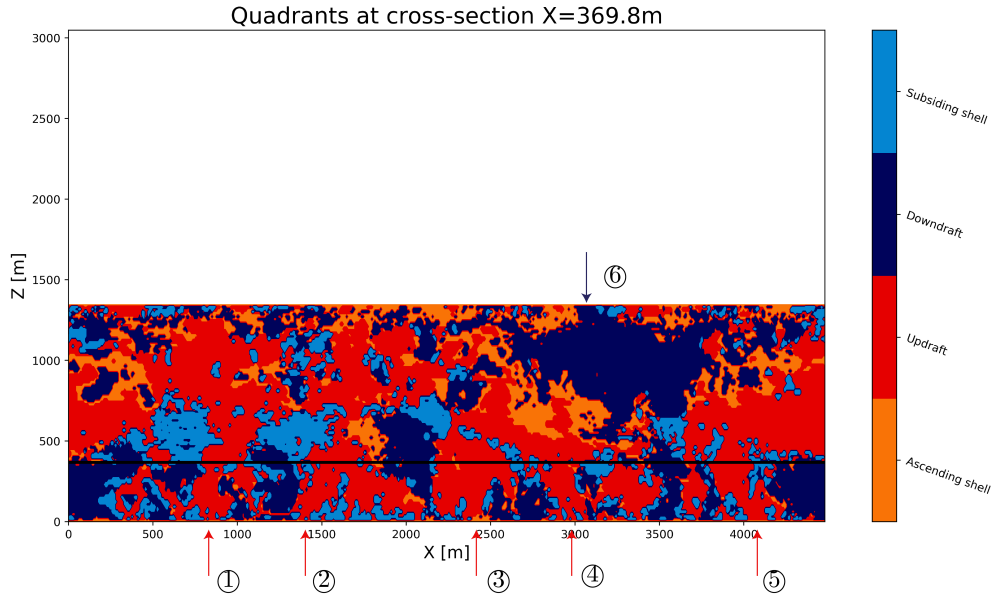 Quadrants at cross-section X=369.8m
3000
2500
2000
1500
1000
500
0
Z [m]
0 500 1000 1500 2000 2500 3000 3500 4000
X [m]
① ② ③ ④ ⑤
⑥
Subsiding shell
Downdraft
Updraft
Ascending shell